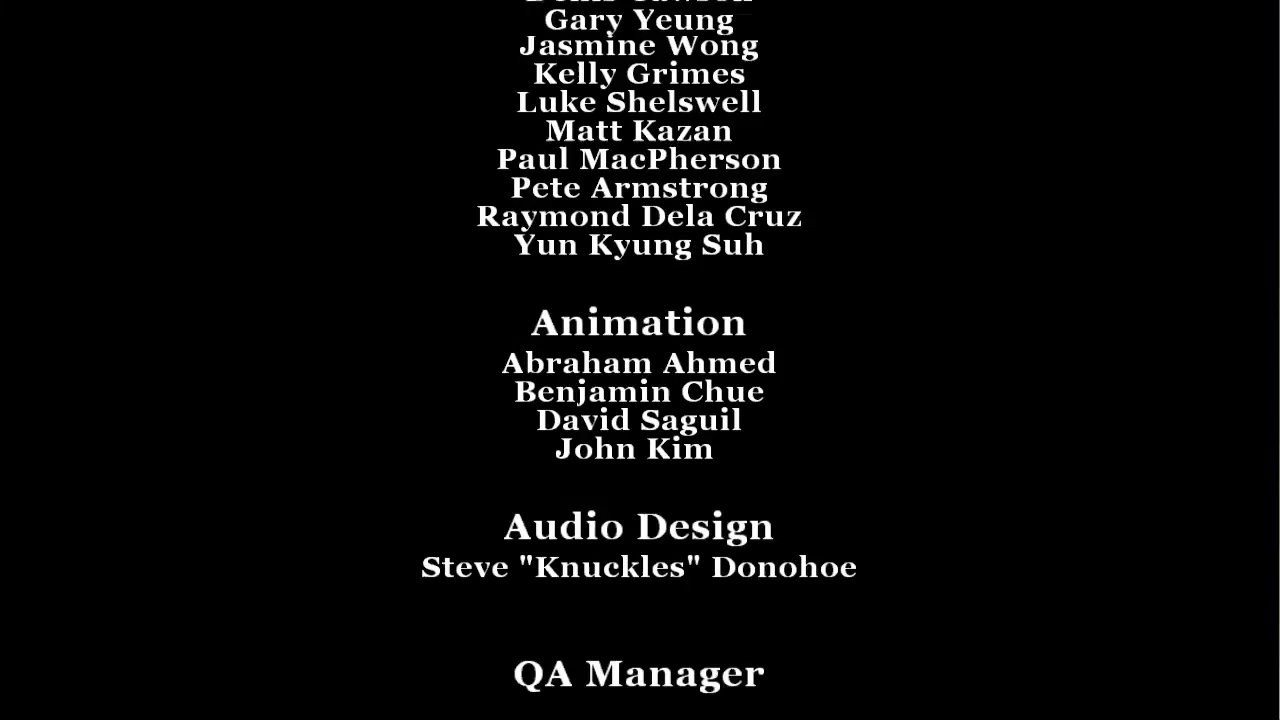 Gary Yeung
Jasmine Wong
Kelly Grimes
Luke Shelswell
Matt Kazan
Paul MacPherson
Pete Armstrong
Raymond Dela Cruz
Yun Kyung Suh
Animation
Abraham Ahmed
Benjamin Chue
David Saguil
John Kim
Audio Design
Steve "Knuckles" Donohoe
QA Manager